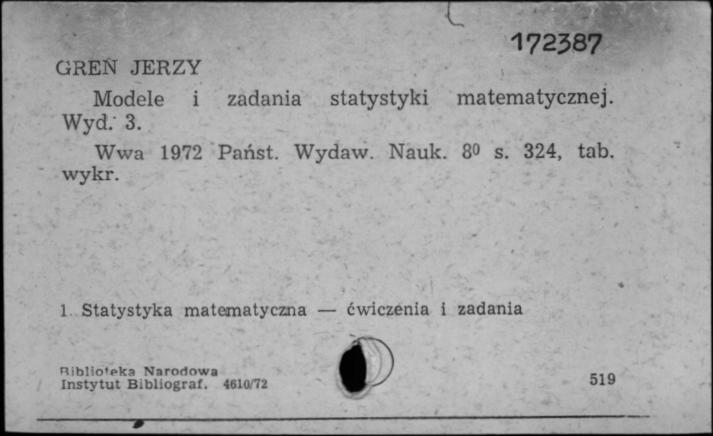 172387
GREŃ JERZY
Modele i zadania statystyki matematycznej.
Wyd. 3.
Wwa 1972 Państ. Wydaw. Nauk. 8⁰ s. 324, tab.
wykr.
1. Statystyka matematyczna — ćwiczenia i zadania
Biblioteka Narodowa
Instytut Bibliograf. 4610/72
519